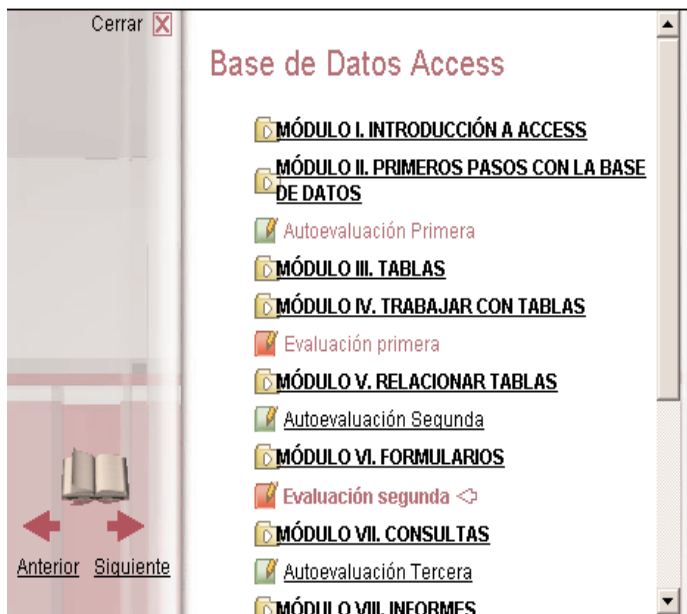 Cerrar
Base de Datos Access
MÓDULO I. INTRODUCCIÓN A ACCESS
MÓDULO II. PRIMEROS PASOS CON LA BASE
DE DATOS
Autoevaluación Primera
MÓDULO III. TABLAS
MÓDULO IV. TRABAJAR CON TABLAS
Evaluación primera
MÓDULO V. RELACIONAR TABLAS
Autoevaluación Segunda
MÓDULO VI. FORMULARIOS
Evaluación segunda
MÓDULO VII. CONSULTAS
Autoevaluación Tercera
MÓDULO VIII. INFORMES
Anterior Siguiente